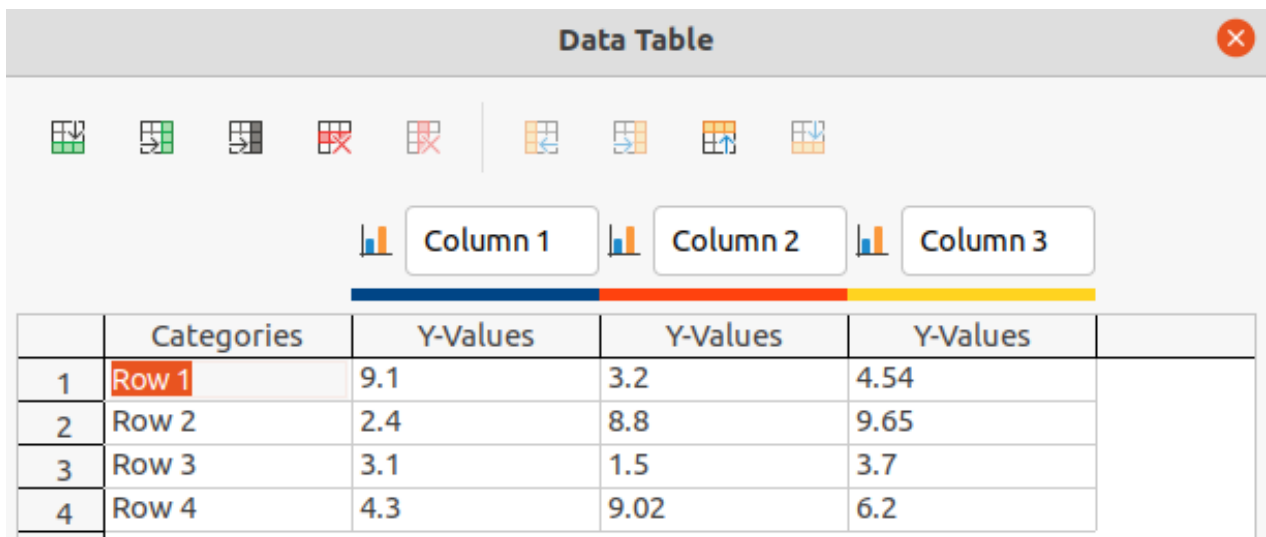 Data Table
Column 1 Column 2 Column 3
Categories Y-Values Y-Values Y-Values
1 Row 1 9.1 3.2 4.54
2 Row 2 2.4 8.8 9.65
3 Row 3 3.1 1.5 3.7
4 Row 4 4.3 9.02 6.2